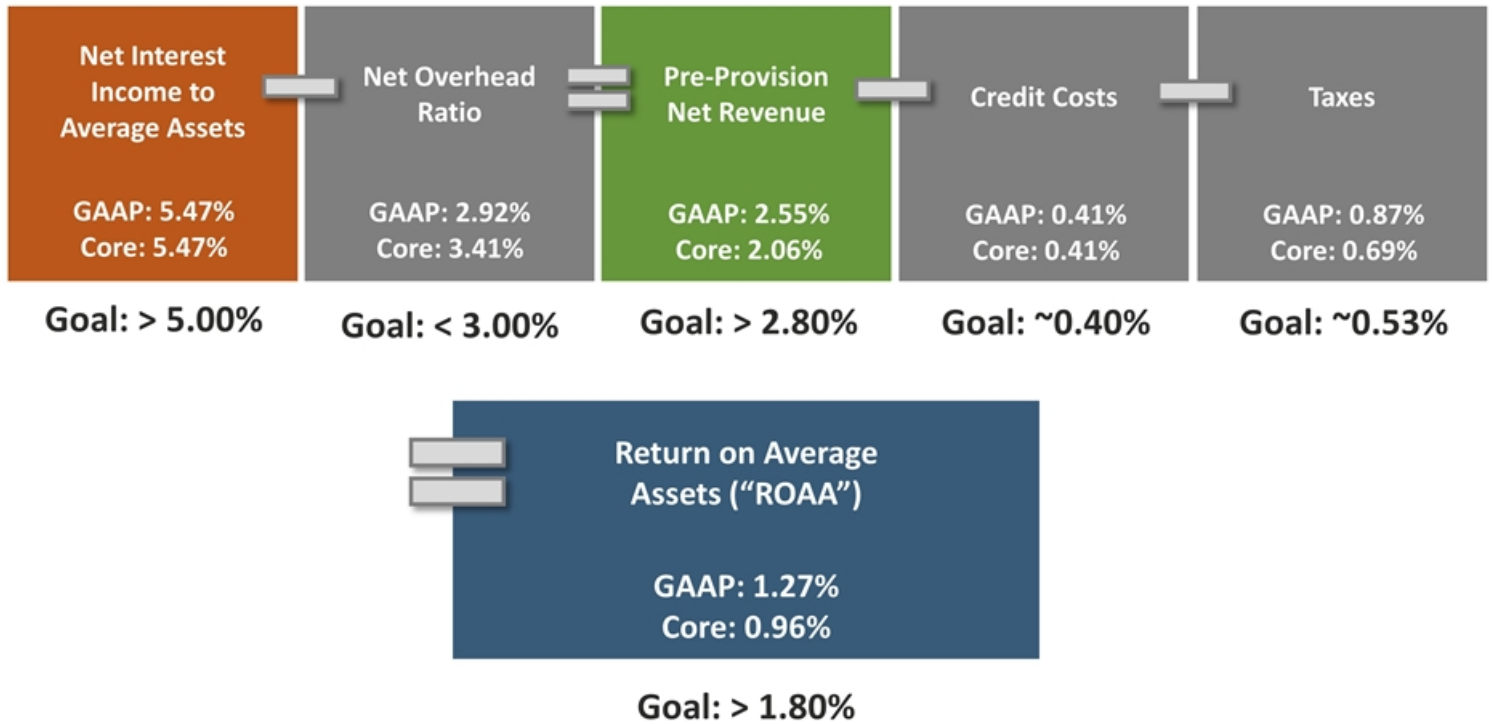 Net Interest
Income to
Average Assets
GAAP: 5.47%
Core: 5.47%
Goal: > 5.00%
Net Overhead
Ratio
GAAP: 2.92%
Core: 3.41%
Goal: < 3.00%
Pre-Provision
Net Revenue
GAAP: 2.55%
Core: 2.06%
Goal: > 2.80%
Credit Costs
GAAP: 0.41%
Core: 0.41%
Goal: ~0.40%
Taxes
GAAP: 0.87%
Core: 0.69%
Goal: ~0.53%
Return on Average
Assets (“ROAA”)
GAAP: 1.27%
Core: 0.96%
Goal: > 1.80%